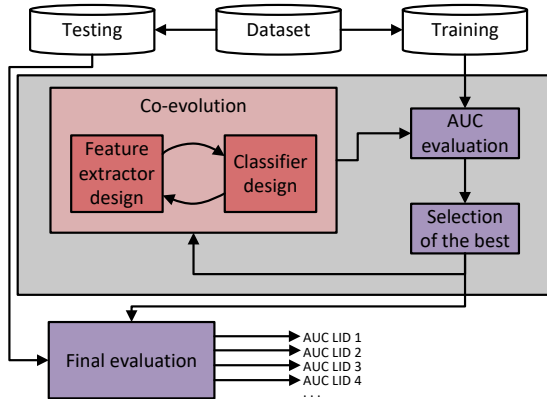 Testing
Dataset
Training
Co-evolution
Feature
extractor
design
Classifier
design
AUC
evaluation
Selection
of the best
Final evaluation
AUC LID 1
AUC LID 2
AUC LID 3
AUC LID 4
. . .